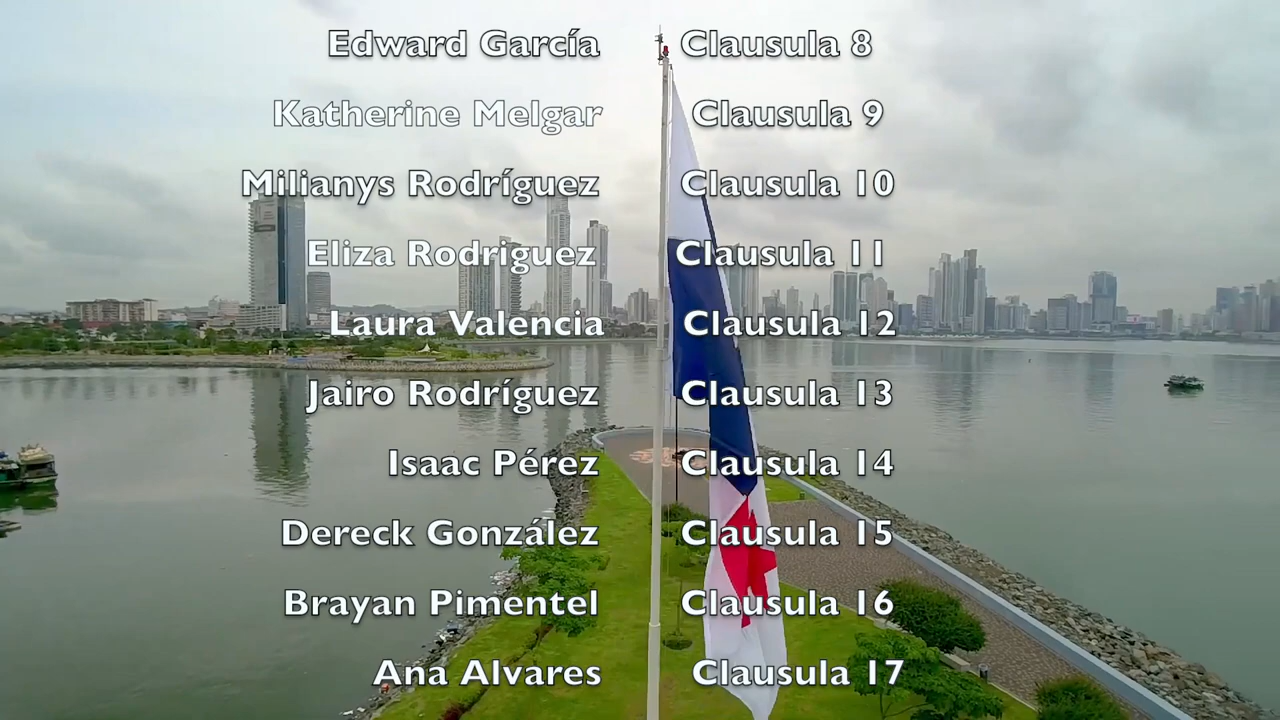 Edward García Clausula 8
Katherine Melgar Clausula 9
Milianys Rodríguez Clausula 10
Eliza Rodriguez Clausula 11
Laura Valencia Clausula 12
Jairo Rodríguez Clausula 13
Isaac Pérez Clausula 14
Dereck González Clausula 15
Brayan Pimentel Clausula 16
Ana Alvares Clausula 17